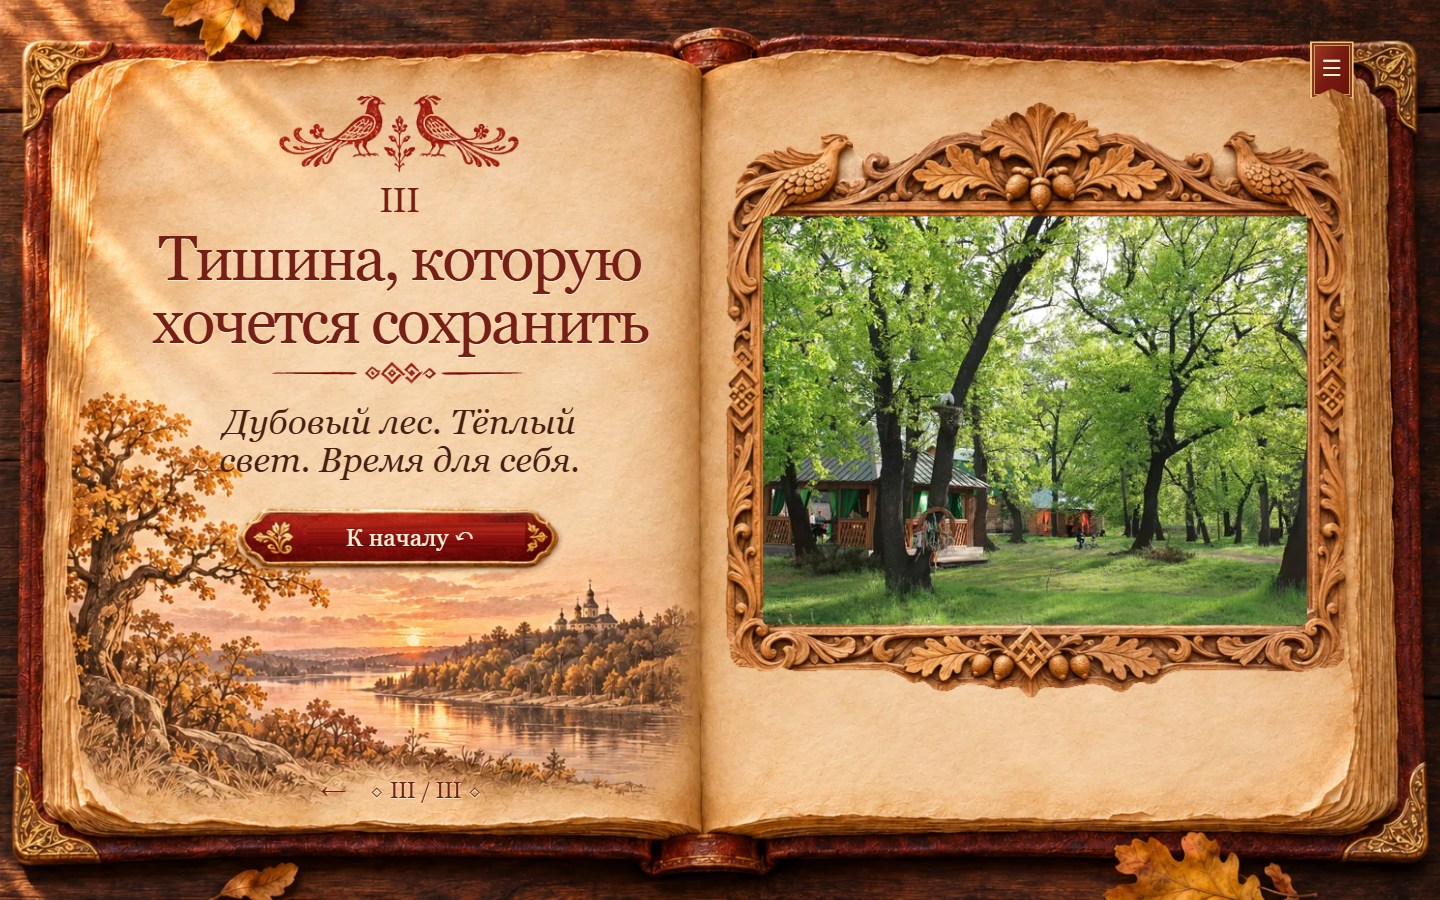 III
Тишина, которую
хочется сохранить
Дубовый лес. Тёплый
свет. Время для себя.
К началу ↶
← ◇ III / III ◇